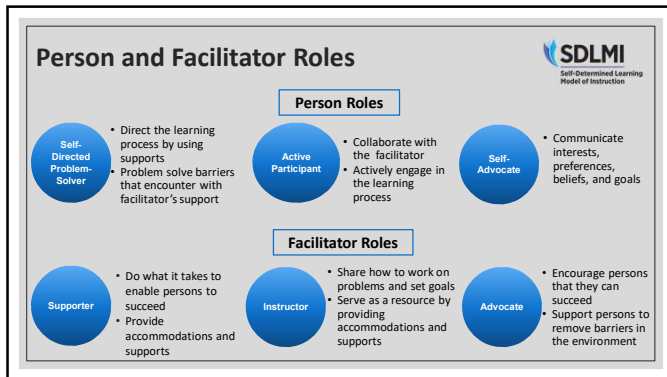 Person and Facilitator Roles
SDLMI
Self-Determined Learning
Model of Instruction
Person Roles
Self-
Directed
Problem-
Solver
• Direct the learning
process by using
supports
• Problem solve barriers
that encounter with
facilitator's support
Active
Participant
• Collaborate with
the facilitator
• Actively engage in
the learning
process
Self-
Advocate
• Communicate
interests,
preferences,
beliefs, and goals
Facilitator Roles
Supporter
• Do what it takes to
enable persons to
succeed
• Provide
accommodations and
supports
Instructor
• Share how to work on
problems and set goals
• Serve as a resource by
providing
accommodations and
supports
Advocate
• Encourage persons
that they can
succeed
• Support persons to
remove barriers in
the environment